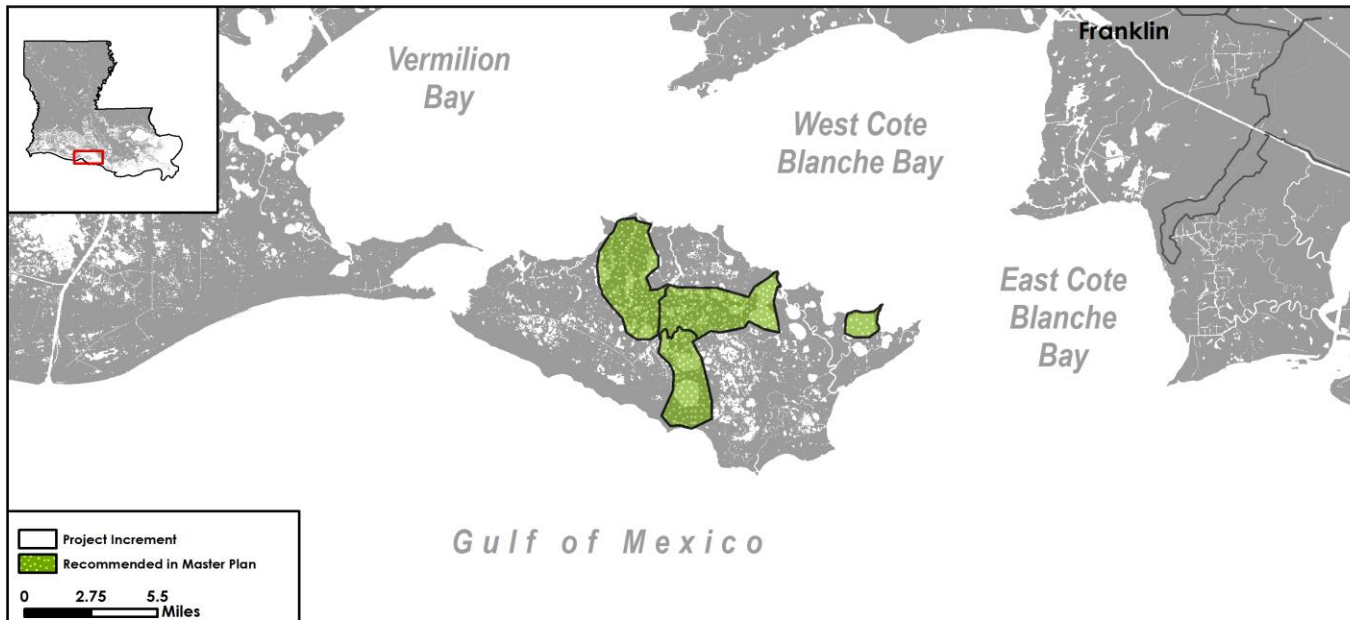 Franklin
Vermilion
Bay
West Cote
Blanche Bay
East Cote
Blanche
Bay
Gulf of Mexico
Project Increment
Recommended in Master Plan
0 2.75 5.5
Miles